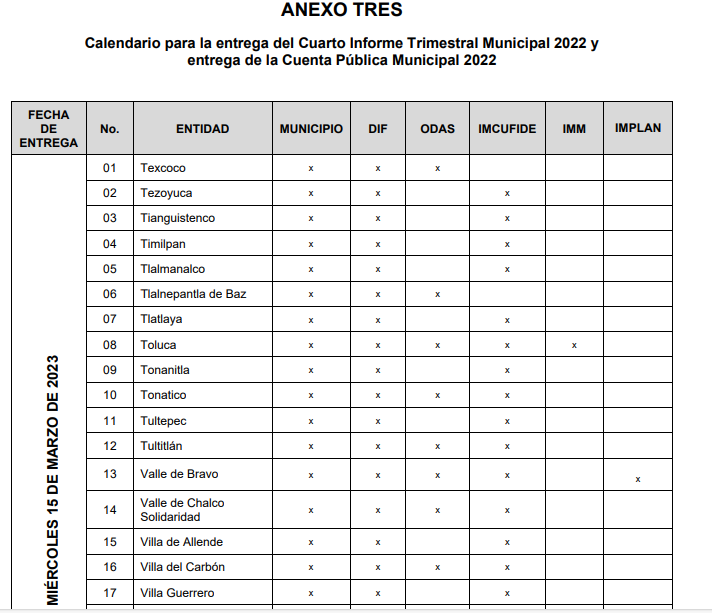 ANEXO TRES
Calendario para la entrega del Cuarto Informe Trimestral Municipal 2022 y
entrega de la Cuenta Pública Municipal 2022
FECHA DE ENTREGA No. ENTIDAD MUNICIPIO DIF ODAS IMCUFIDE IMM IMPLAN
MIÉRCOLES 15 DE MARZO DE 2023
01 Texcoco x x x
02 Tezoyuca x x x
03 Tianguistenco x x x
04 Timilpan x x x
05 Tlalmanalco x x x
06 Tlalnepantla de Baz x x x
07 Tlatlaya x x x
08 Toluca x x x x x
09 Tonanitla x x x
10 Tonatico x x x x
11 Tultepec x x x
12 Tultitlán x x x x
13 Valle de Bravo x x x x x
14 Valle de Chalco Solidaridad x x x x
15 Villa de Allende x x x
16 Villa del Carbón x x x x
17 Villa Guerrero x x x